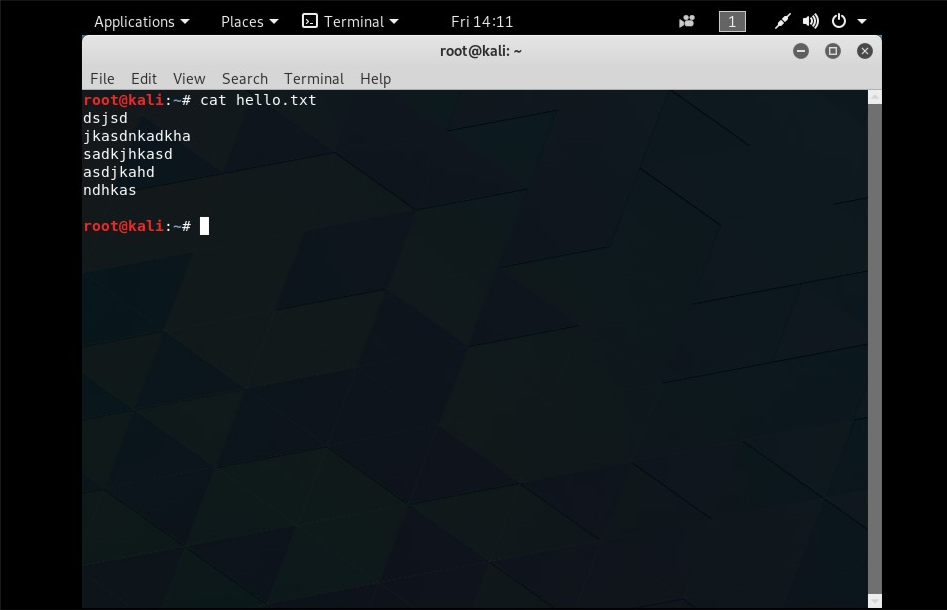 Applications Places Terminal Fri 14:11 1
root@kali: ~
File Edit View Search Terminal Help
root@kali:~# cat hello.txt
dsjsd
jkasdnkadkha
sadkjhkasd
asdjkahd
ndhkas
root@kali:~#